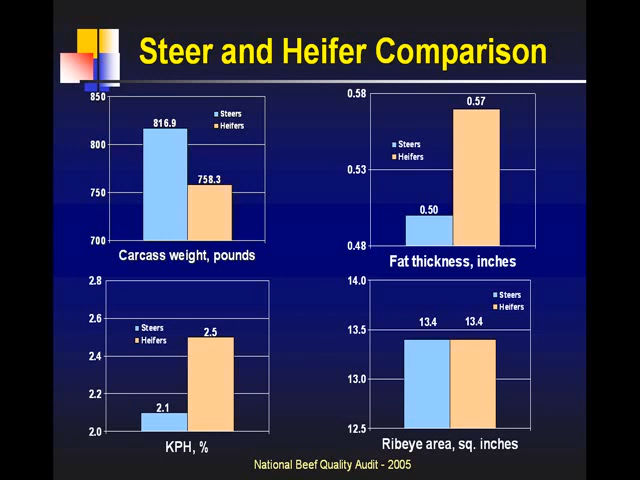 Steer and Heifer Comparison
850
800
750
700
816.9
758.3
Steers
Heifers
Carcass weight, pounds
0.58
0.53
0.48
0.50
0.57
Steers
Heifers
Fat thickness, inches
2.8
2.6
2.4
2.2
2.0
2.1
2.5
Steers
Heifers
KPH, %
14.0
13.5
13.0
12.5
13.4
13.4
Steers
Heifers
Ribeye area, sq. inches
National Beef Quality Audit - 2005